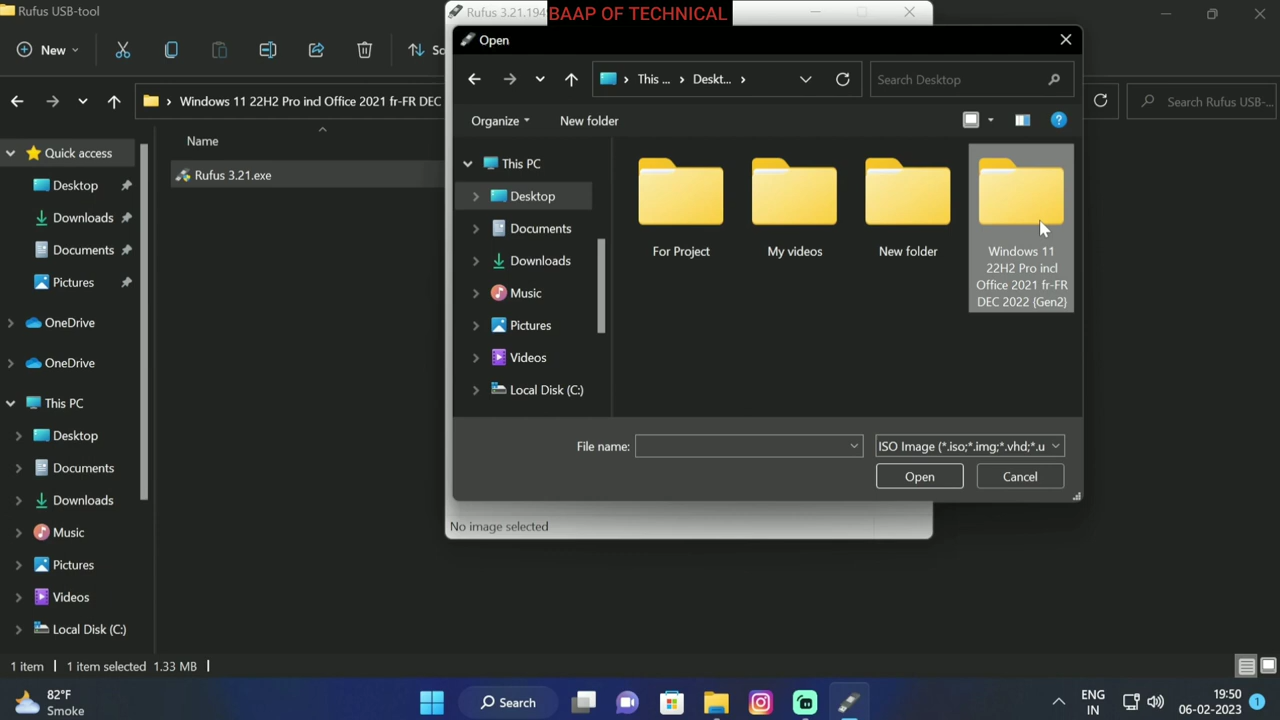 Rufus USB-tool
Rufus 3.21.194
BAAP OF TECHNICAL
New
Open
This ...
Deskt...
Search Desktop
Windows 11 22H2 Pro incl Office 2021 fr-FR DEC
Search Rufus USB-...
Organize
New folder
Name
Quick access
Rufus 3.21.exe
Desktop
Downloads
Documents
Pictures
OneDrive
OneDrive
This PC
Desktop
Documents
Downloads
Music
Pictures
Videos
Local Disk (C:)
This PC
Desktop
Documents
Downloads
Music
Pictures
Videos
Local Disk (C:)
For Project
My videos
New folder
Windows 11
22H2 Pro incl
Office 2021 fr-FR
DEC 2022 {Gen2}
File name:
ISO Image (*.iso;*.img;*.vhd;*.u
Open
Cancel
No image selected
1 item
1 item selected 1.33 MB
82°F
Smoke
Search
ENG
IN
19:50
06-02-2023
1